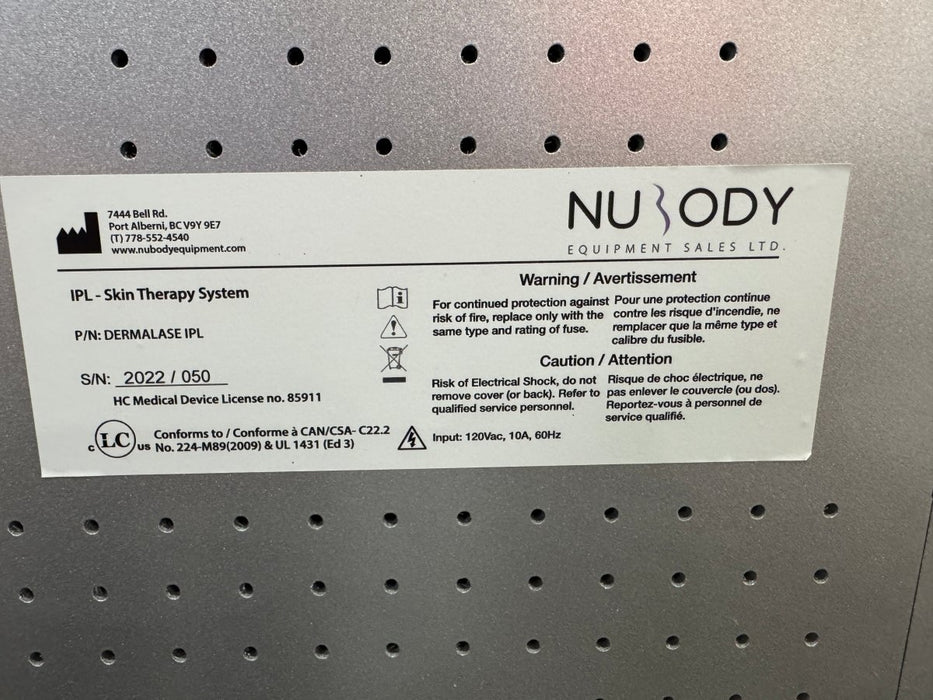 7444 Bell Rd.
Port Alberni, BC V9Y 9E7
(T) 778-552-4540
www.nubodyequipment.com
NUBODY
EQUIPMENT SALES LTD.
IPL - Skin Therapy System
P/N: DERMALASE IPL
S/N: 2022 / 050
HC Medical Device License no. 85911
c LC us
Conforms to / Conforme à CAN/CSA- C22.2
No. 224-M89(2009) & UL 1431 (Ed 3)
Warning / Avertissement
For continued protection against
risk of fire, replace only with the
same type and rating of fuse.
Pour une protection continue
contre les risque d'incendie, ne
remplacer que la même type et
calibre du fusible.
Caution / Attention
Risk of Electrical Shock, do not
remove cover (or back). Refer to
qualified service personnel.
Risque de choc électrique, ne
pas enlever le couvercle (ou dos).
Reportez-vous à personnel de
service qualifié.
Input: 120Vac, 10A, 60Hz